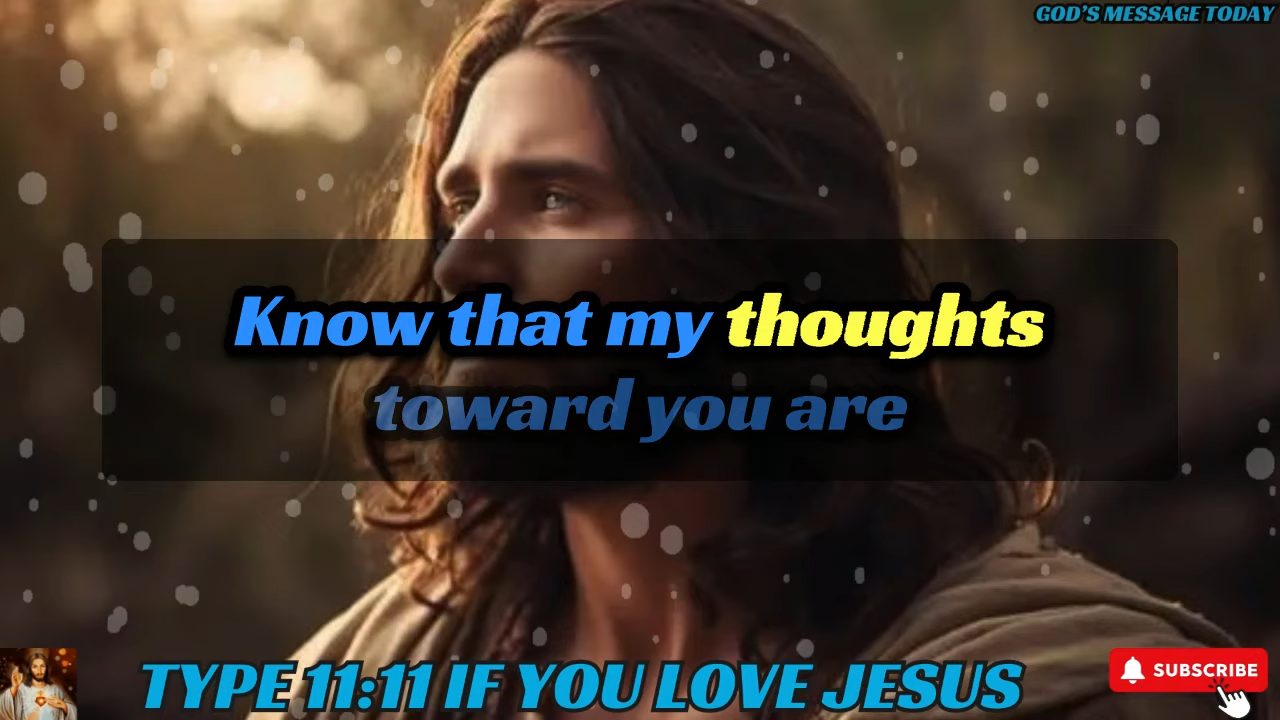 GOD'S MESSAGE TODAY
Know that my thoughts
toward you are
TYPE 11:11 IF YOU LOVE JESUS
SUBSCRIBE